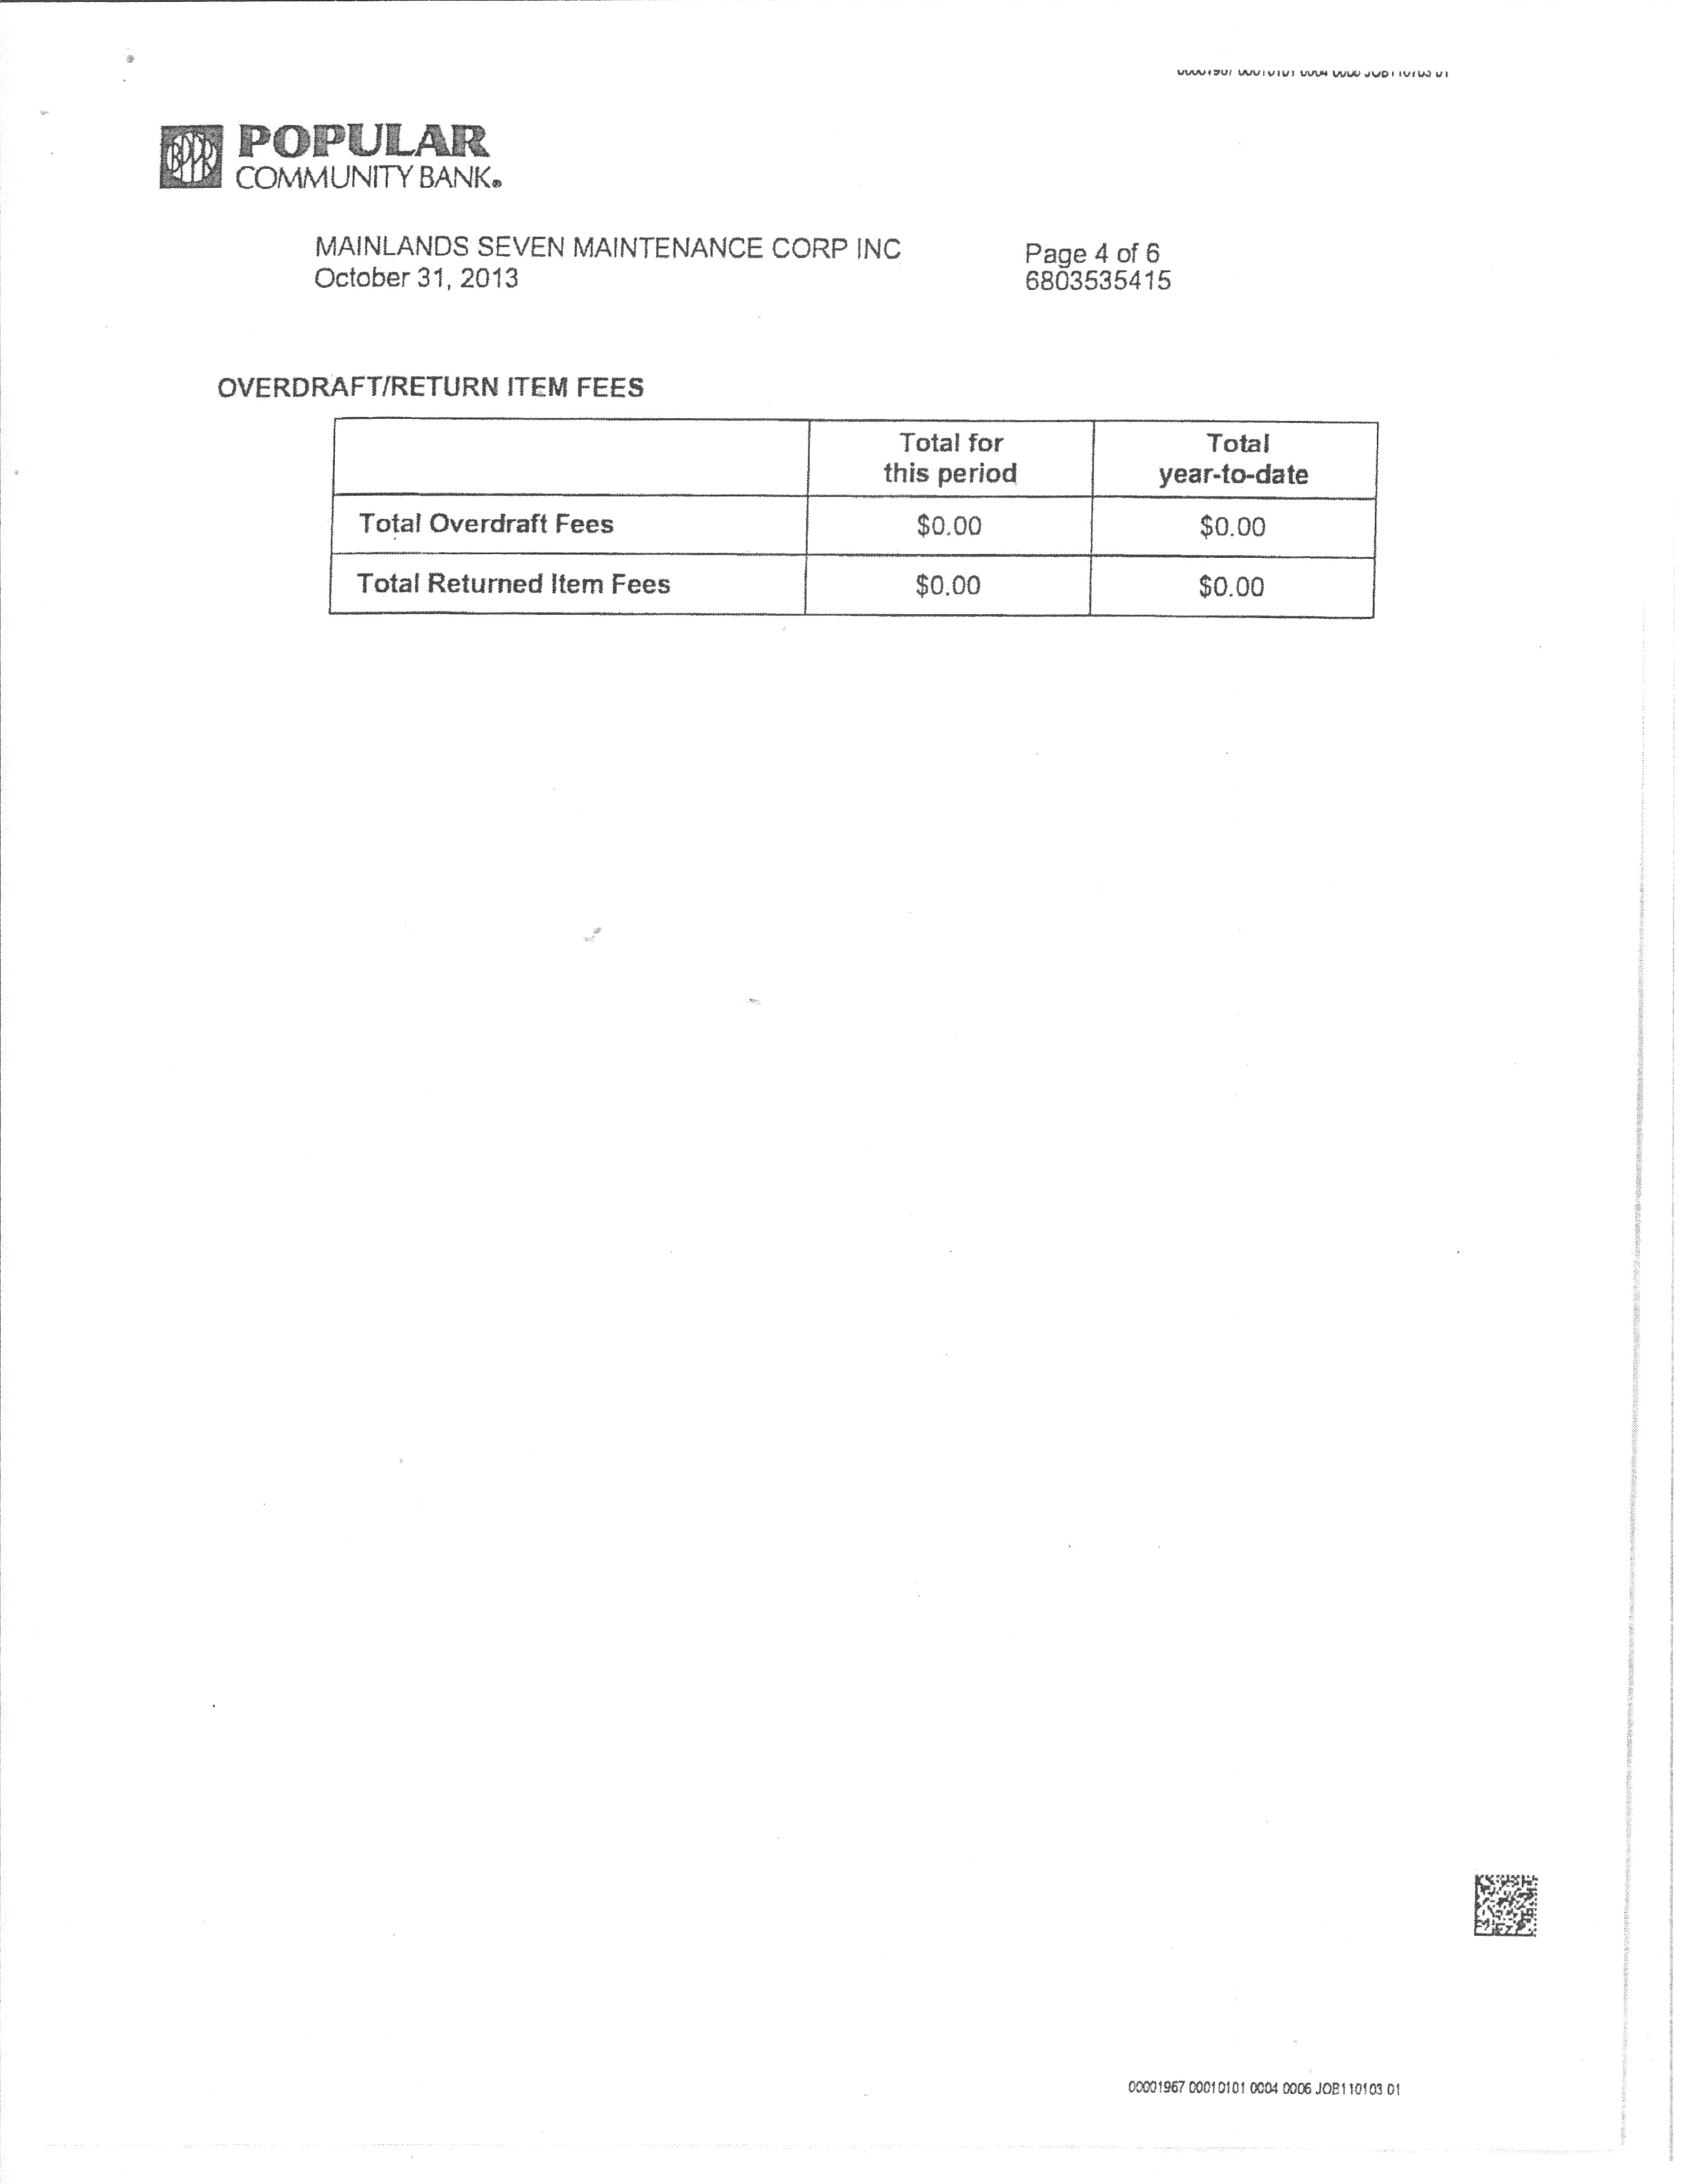 POPULAR
COMMUNITY BANK
MAINLANDS SEVEN MAINTENANCE CORP INC
October 31, 2013
Page 4 of 6
6803535415
OVERDRAFT/RETURN ITEM FEES
Total for this period
Total year-to-date
Total Overdraft Fees $0.00 $0.00
Total Returned Item Fees $0.00 $0.00
00001967 00010101 0004 0006 JOB110103 01